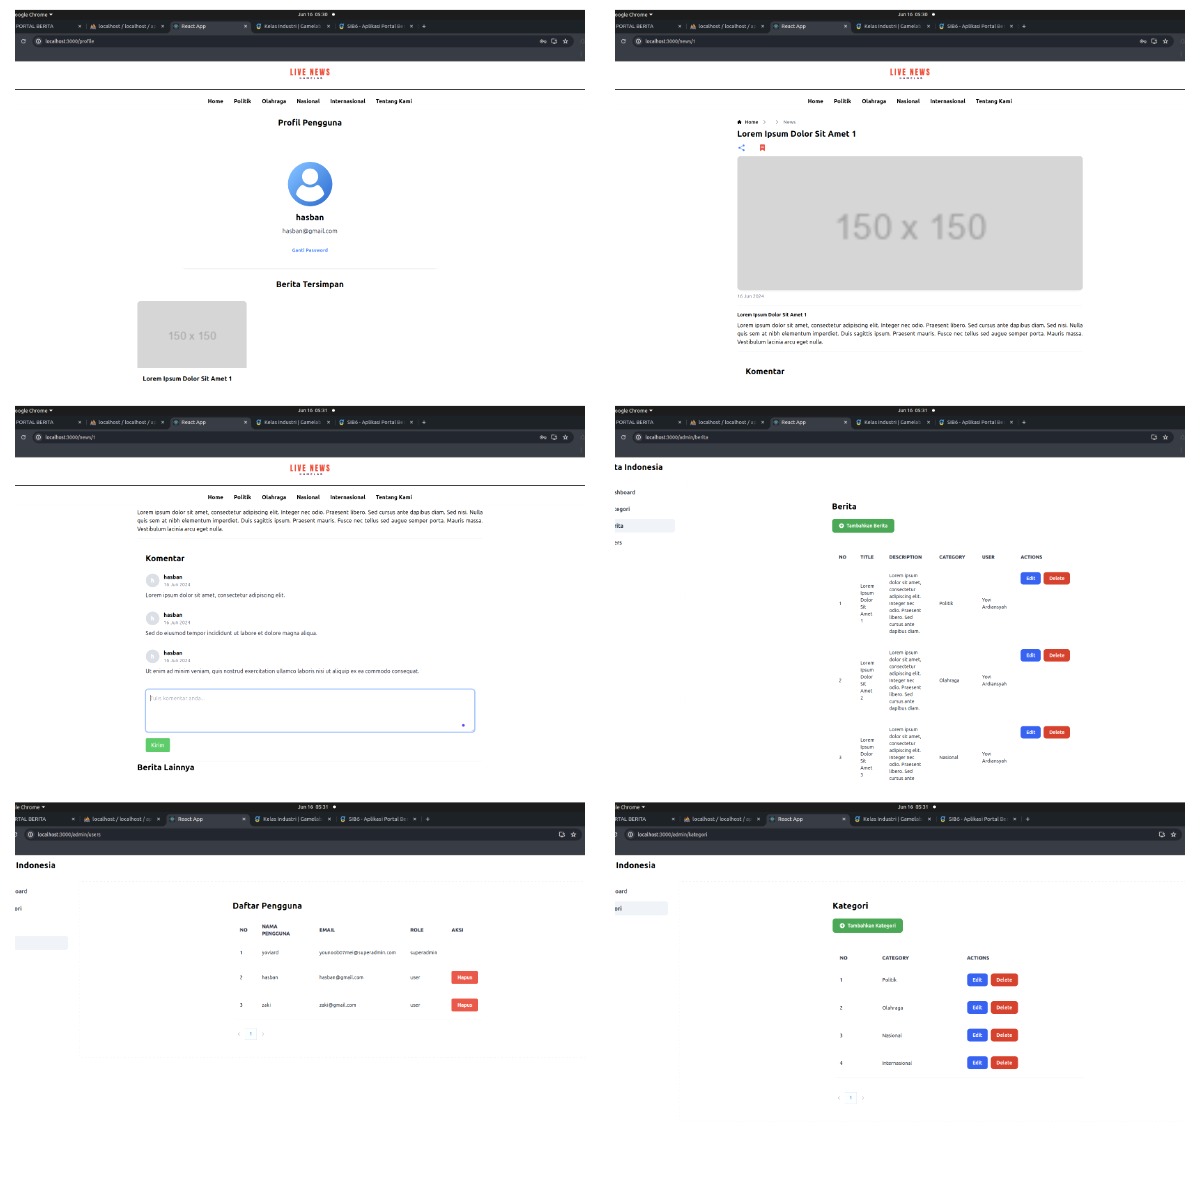 oogle Chrome
Jun 16 05:30
PORTAL BERITA
localhost / localhost /
React App
Kelas Industri | Gamelab
SIB6 - Aplikasi Portal Be
localhost:3000/profile
LIVE NEWS
Home Politik Olahraga Nasional Internasional Tentang Kami
Profil Pengguna
hasban
hasban@gmail.com
Ganti Password
Berita Tersimpan
150 x 150
Lorem Ipsum Dolor Sit Amet 1
oogle Chrome
Jun 16 05:30
PORTAL BERITA
localhost / localhost /
React App
Kelas Industri | Gamelab
SIB6 - Aplikasi Portal Be
localhost:3000/news/1
LIVE NEWS
Home Politik Olahraga Nasional Internasional Tentang Kami
Home > > News
Lorem Ipsum Dolor Sit Amet 1
150 x 150
16 Jun 2024
Lorem Ipsum Dolor Sit Amet 1
Lorem ipsum dolor sit amet, consectetur adipiscing elit. Integer nec odio. Praesent libero. Sed cursus ante dapibus diam. Sed nisi. Nulla
quis sem at nibh elementum imperdiet. Duis sagittis ipsum. Praesent mauris. Fusce nec tellus sed augue semper porta. Mauris massa.
Vestibulum lacinia arcu eget nulla.
Komentar
oogle Chrome
Jun 16 05:31
PORTAL BERITA
localhost / localhost /
React App
Kelas Industri | Gamelab
SIB6 - Aplikasi Portal Be
localhost:3000/news/1
LIVE NEWS
Home Politik Olahraga Nasional Internasional Tentang Kami
Lorem ipsum dolor sit amet, consectetur adipiscing elit. Integer nec odio. Praesent libero. Sed cursus ante dapibus diam. Sed nisi. Nulla
quis sem at nibh elementum imperdiet. Duis sagittis ipsum. Praesent mauris. Fusce nec tellus sed augue semper porta. Mauris massa.
Vestibulum lacinia arcu eget nulla.
Komentar
h hasban
16 Jun 2024
Lorem ipsum dolor sit amet, consectetur adipiscing elit.
h hasban
16 Jun 2024
Sed do eiusmod tempor incididunt ut labore et dolore magna aliqua.
h hasban
16 Jun 2024
Ut enim ad minim veniam, quis nostrud exercitation ullamco laboris nisi ut aliquip ex ea commodo consequat.
Tulis komentar Anda...
Kirim
Berita Lainnya
oogle Chrome
Jun 16 05:31
PORTAL BERITA
localhost / localhost /
React App
Kelas Industri | Gamelab
SIB6 - Aplikasi Portal Be
localhost:3000/admin/berita
ta Indonesia
shboard
tegori
rita
ers
Berita
Tambahkan Berita
NO TITLE DESCRIPTION CATEGORY USER ACTIONS
1
Lorem
Ipsum
Dolor
Sit
Amet
1
Lorem ipsum
dolor sit amet,
consectetur
adipiscing elit.
Integer nec
odio. Praesent
libero. Sed
cursus ante
dapibus diam.
Politik
Yovi
Ardiansyah
Edit Delete
2
Lorem
Ipsum
Dolor
Sit
Amet
2
Lorem ipsum
dolor sit amet,
consectetur
adipiscing elit.
Integer nec
odio. Praesent
libero. Sed
cursus ante
dapibus diam.
Olahraga
Yovi
Ardiansyah
Edit Delete
3
Lorem
Ipsum
Dolor
Sit
Amet
3
Lorem ipsum
dolor sit amet,
consectetur
adipiscing elit.
Integer nec
odio. Praesent
libero. Sed
cursus ante
Nasional
Yovi
Ardiansyah
Edit Delete
le Chrome
Jun 16 05:31
RTAL BERITA
localhost / localhost /
React App
Kelas Industri | Gamelab
SIB6 - Aplikasi Portal Be
localhost:3000/admin/users
Indonesia
oard
ori
Daftar Pengguna
NO NAMA PENGGUNA EMAIL ROLE AKSI
1 superadmin
2 hasban hasban@gmail.com user Hapus
3 zaki zaki@gmail.com user Hapus
< 1 >
le Chrome
Jun 16 05:31
RTAL BERITA
localhost / localhost /
React App
Kelas Industri | Gamelab
SIB6 - Aplikasi Portal Be
localhost:3000/admin/kategori
Indonesia
oard
ori
Kategori
Tambahkan Kategori
NO CATEGORY ACTIONS
1 Politik Edit Delete
2 Olahraga Edit Delete
3 Nasional Edit Delete
4 Internasional Edit Delete
< 1 >